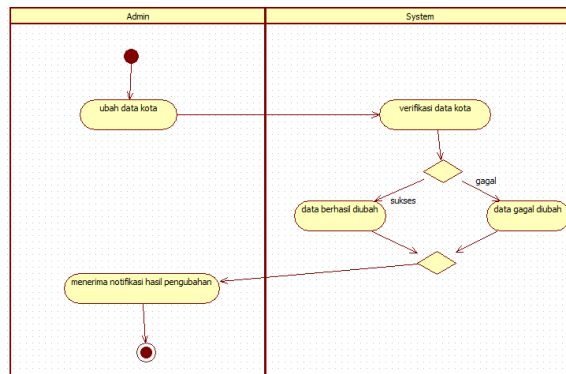 Admin
System
ubah data kota
verifikasi data kota
gagal
sukses
data berhasil diubah
data gagal diubah
menerima notifikasi hasil pengubahan